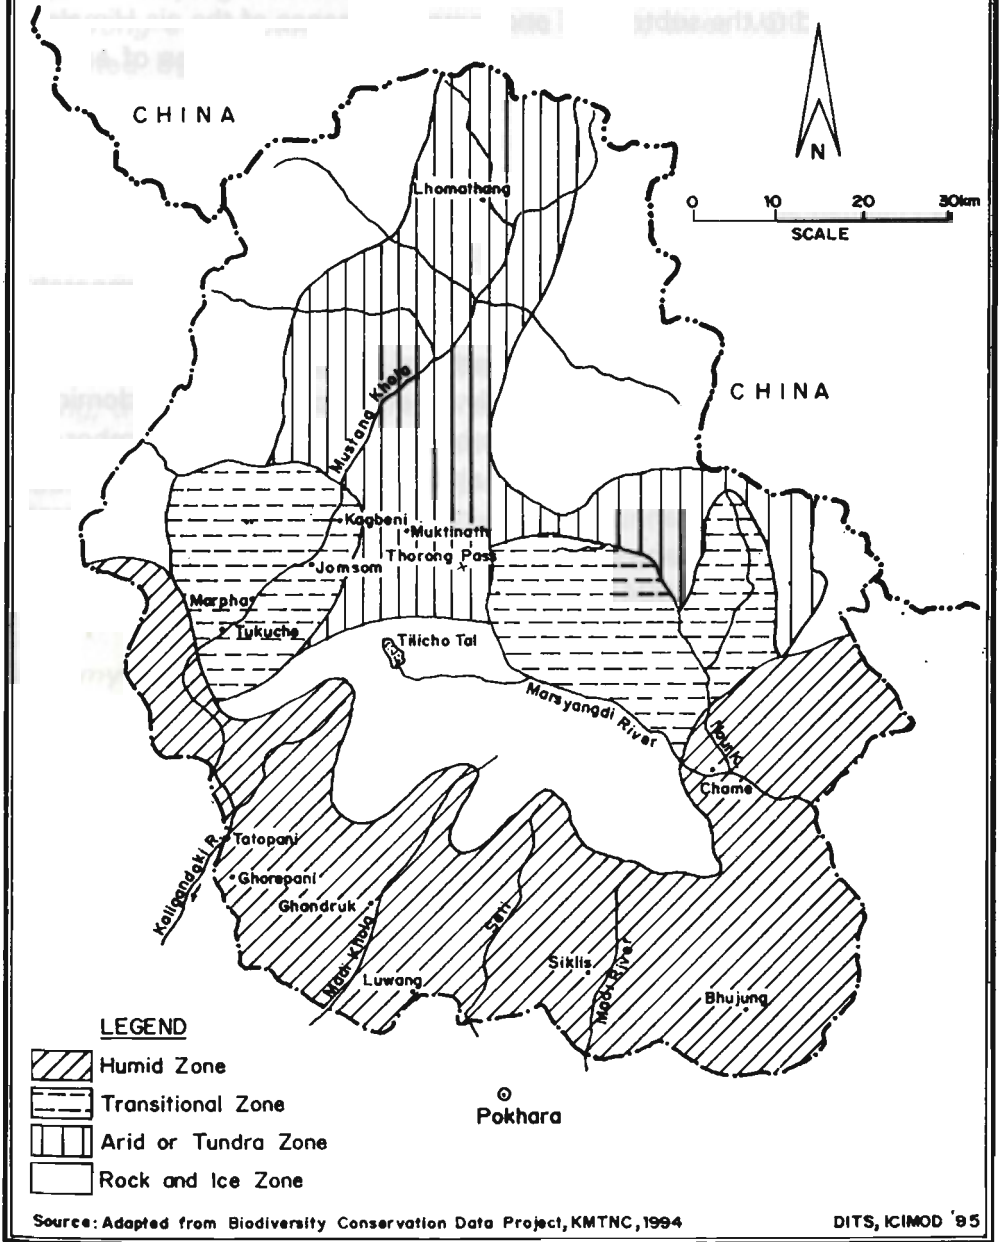 CHINA
N
0 10 20 30km
SCALE
Lhomathang
CHINA
Mustang Khola
Kagbeni
Muktinath
Thorong Pass
Jomsom
Marpha
Tukuche
Tilicho Tal
Marsyangdi River
Chame
Kaligandaki R.
Tatopani
Ghorepani
Ghandruk
Madi Khola
Seti
Siklis
Madi River
Luwang
Bhujung
LEGEND
Humid Zone
Transitional Zone
Arid or Tundra Zone
Rock and Ice Zone
Pokhara
Source: Adapted from Biodiversity Conservation Data Project, KMTNC, 1994
DITS, ICIMOD '95